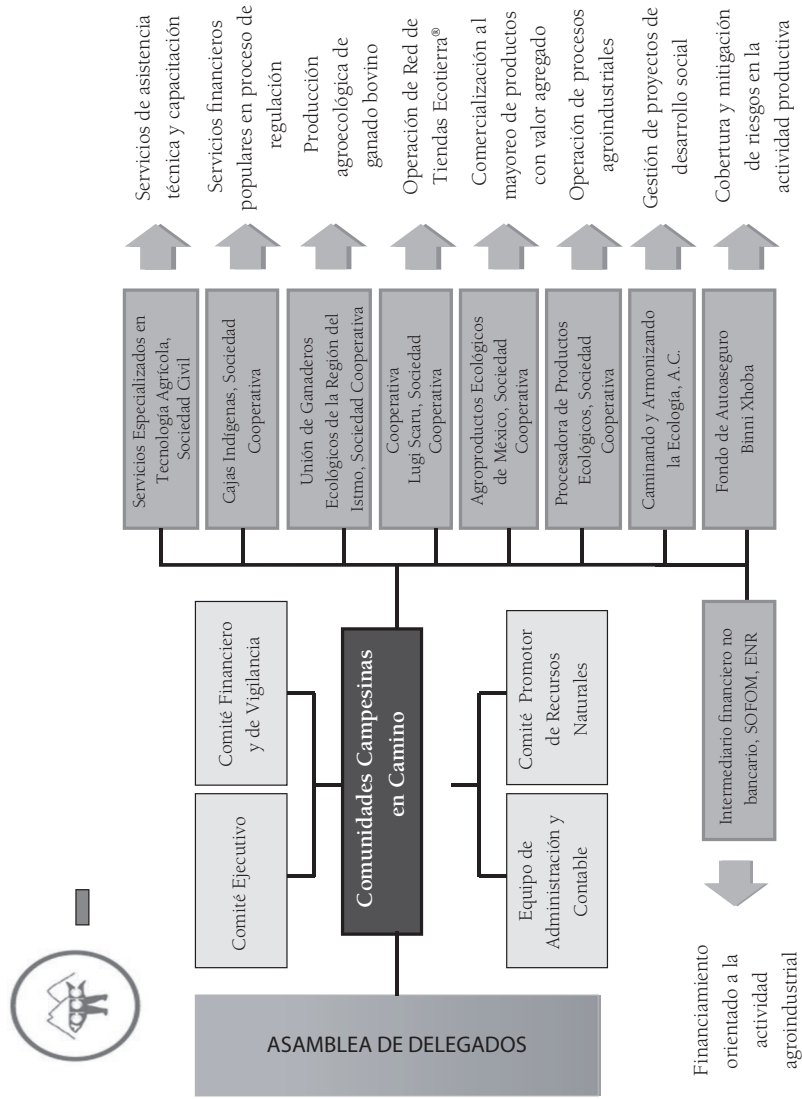 ASAMBLEA DE DELEGADOS
Comité Ejecutivo
Comité Financiero
y de Vigilancia
Comunidades Campesinas
en Camino
Equipo de
Administración y
Contable
Comité Promotor
de Recursos
Naturales
Servicios Especializados en
Tecnología Agrícola,
Sociedad Civil
Servicios de asistencia
técnica y capacitación
Cajas Indígenas, Sociedad
Cooperativa
Servicios financieros
populares en proceso de
regulación
Unión de Ganaderos
Ecológicos de la Región del
Istmo, Sociedad Cooperativa
Producción
agroecológica de
ganado bovino
Cooperativa
Lugi Scaru, Sociedad
Cooperativa
Operación de Red de
Tiendas Ecotierra®
Agroproductos Ecológicos
de México, Sociedad
Cooperativa
Comercialización al
mayoreo de productos
con valor agregado
Procesadora de Productos
Ecológicos, Sociedad
Cooperativa
Operación de procesos
agroindustriales
Caminando y Armonizando
la Ecología, A.C.
Gestión de proyectos de
desarrollo social
Fondo de Autoaseguro
Binni Xhoba
Cobertura y mitigación
de riesgos en la
actividad productiva
Intermediario financiero no
bancario, SOFOM, ENR
Financiamiento
orientado a la
actividad
agroindustrial